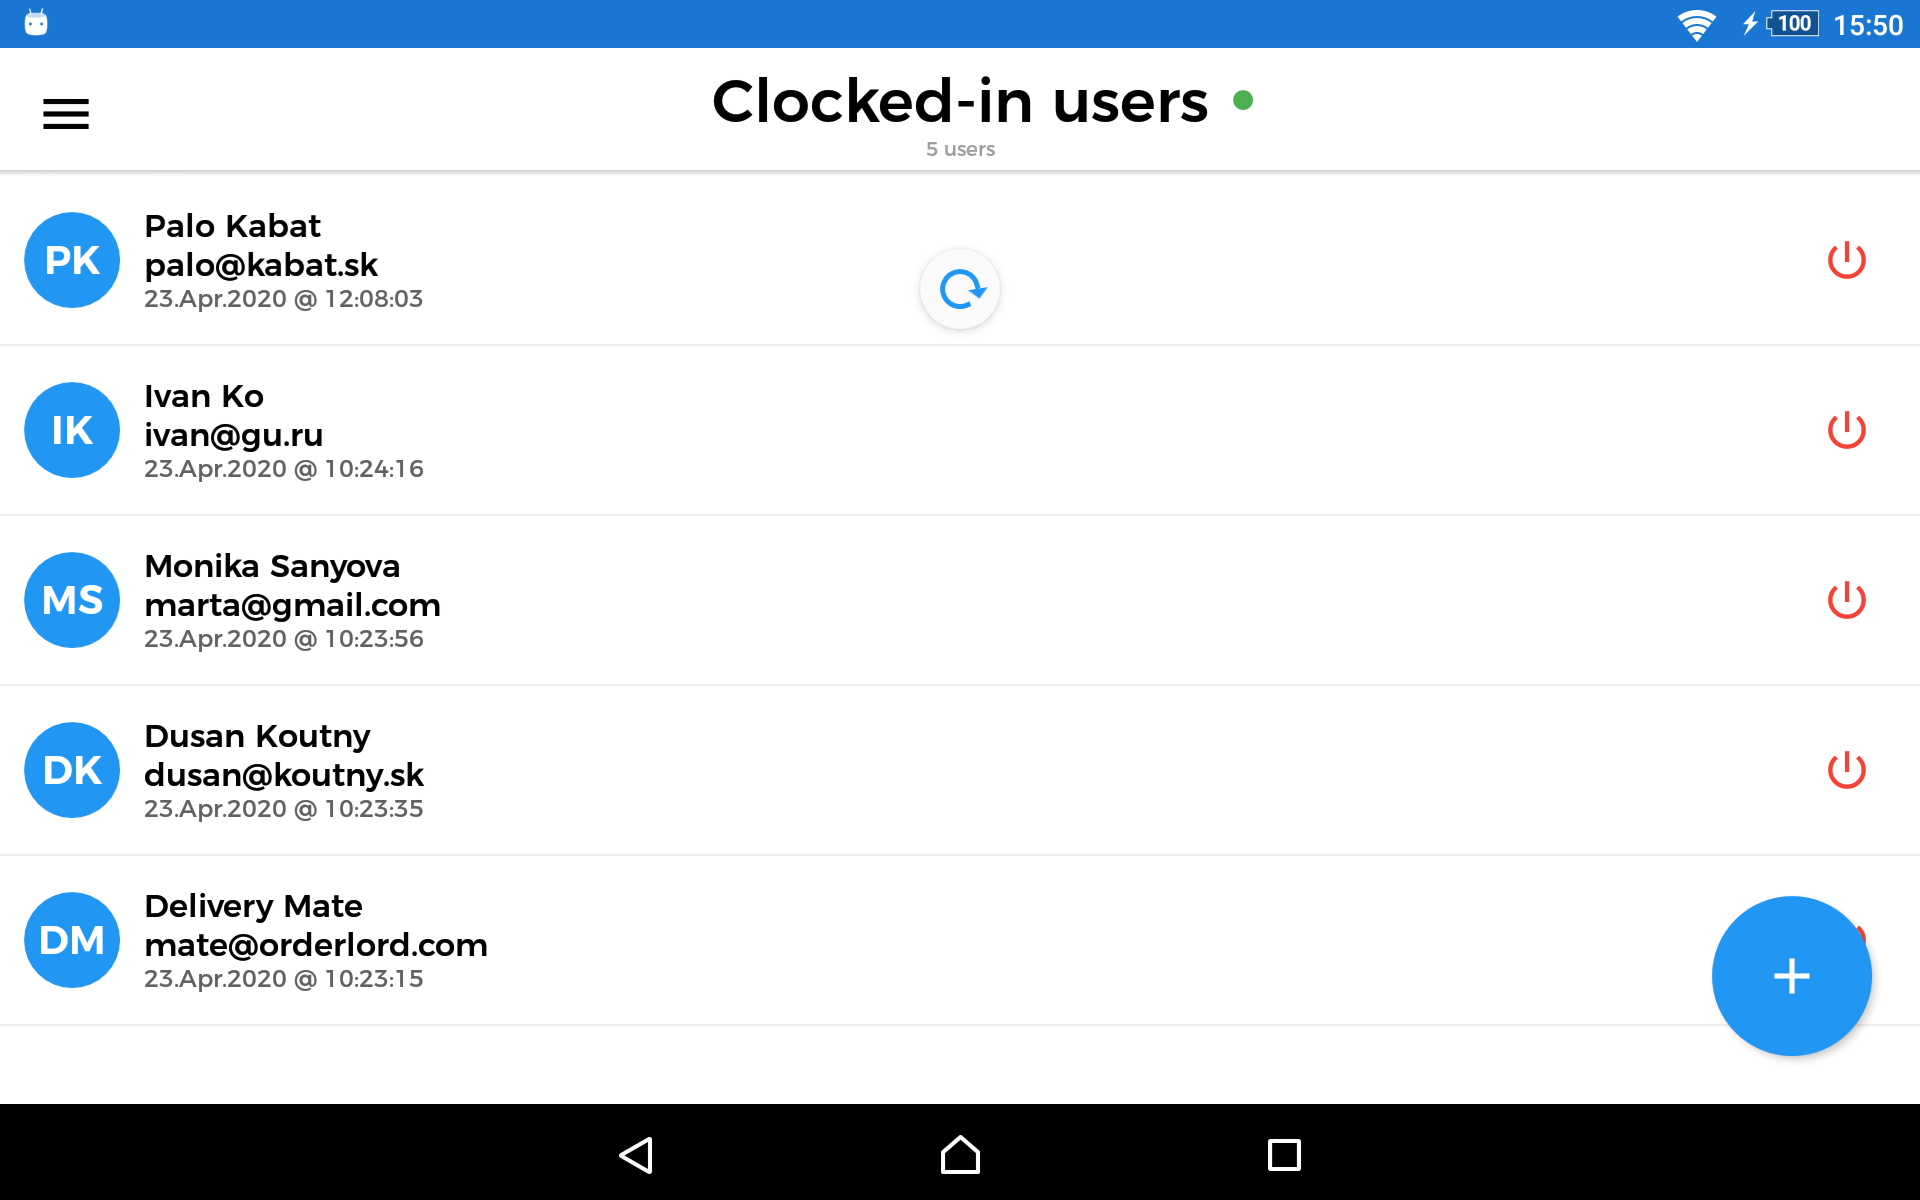 100 15:50
Clocked-in users
5 users
PK
Palo Kabat
palo@kabat.sk
23.Apr.2020 @ 12:08:03
IK
Ivan Ko
ivan@gu.ru
23.Apr.2020 @ 10:24:16
MS
Monika Sanyova
marta@gmail.com
23.Apr.2020 @ 10:23:56
DK
Dusan Koutny
dusan@koutny.sk
23.Apr.2020 @ 10:23:35
DM
Delivery Mate
mate@orderlord.com
23.Apr.2020 @ 10:23:15